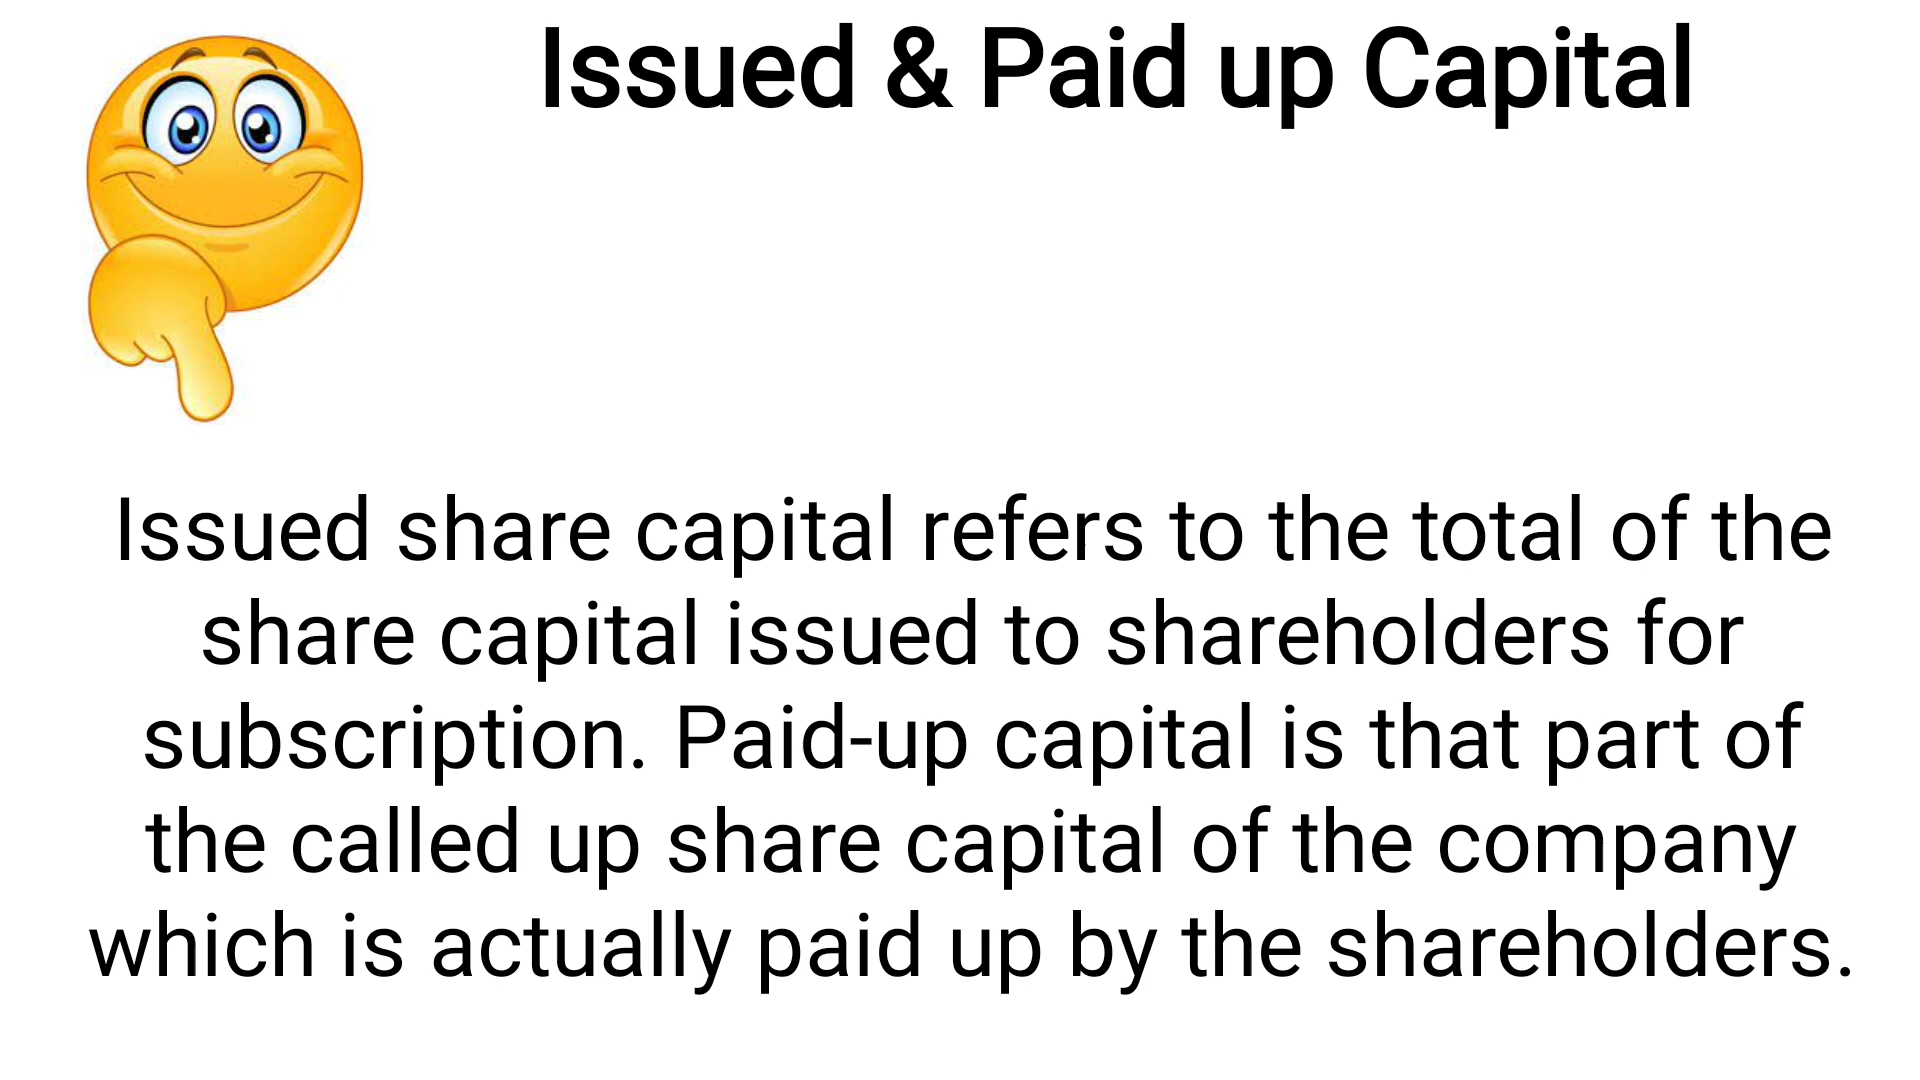 Issued & Paid up Capital
Issued share capital refers to the total of the
share capital issued to shareholders for
subscription. Paid-up capital is that part of
the called up share capital of the company
which is actually paid up by the shareholders.